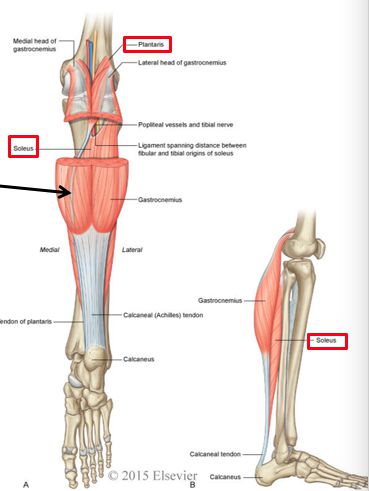 Medial head of
gastrocnemius
Plantaris
Lateral head of gastrocnemius
Popliteal vessels and tibial nerve
Soleus
Ligament spanning distance between
fibular and tibial origins of soleus
Gastrocnemius
Medial
Lateral
endon of plantaris
Calcaneal (Achilles) tendon
Calcaneus
A
© 2015 Elsevier
Gastrocnemius
Soleus
Calcaneal tendon
Calcaneus
B